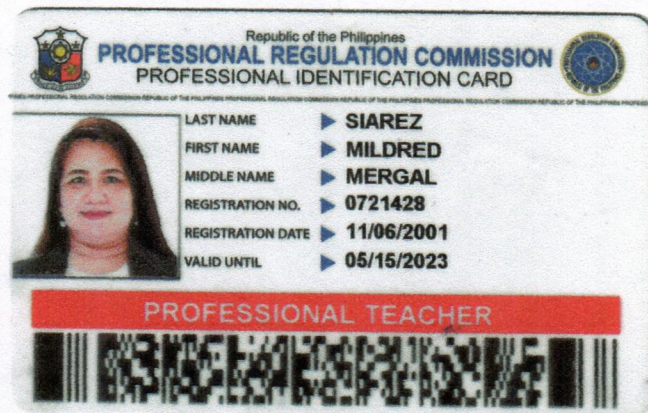 Republic of the Philippines
PROFESSIONAL REGULATION COMMISSION
PROFESSIONAL IDENTIFICATION CARD
LAST NAME SIAREZ
FIRST NAME MILDRED
MIDDLE NAME MERGAL
REGISTRATION NO. 0721428
REGISTRATION DATE 11/06/2001
VALID UNTIL 05/15/2023
PROFESSIONAL TEACHER